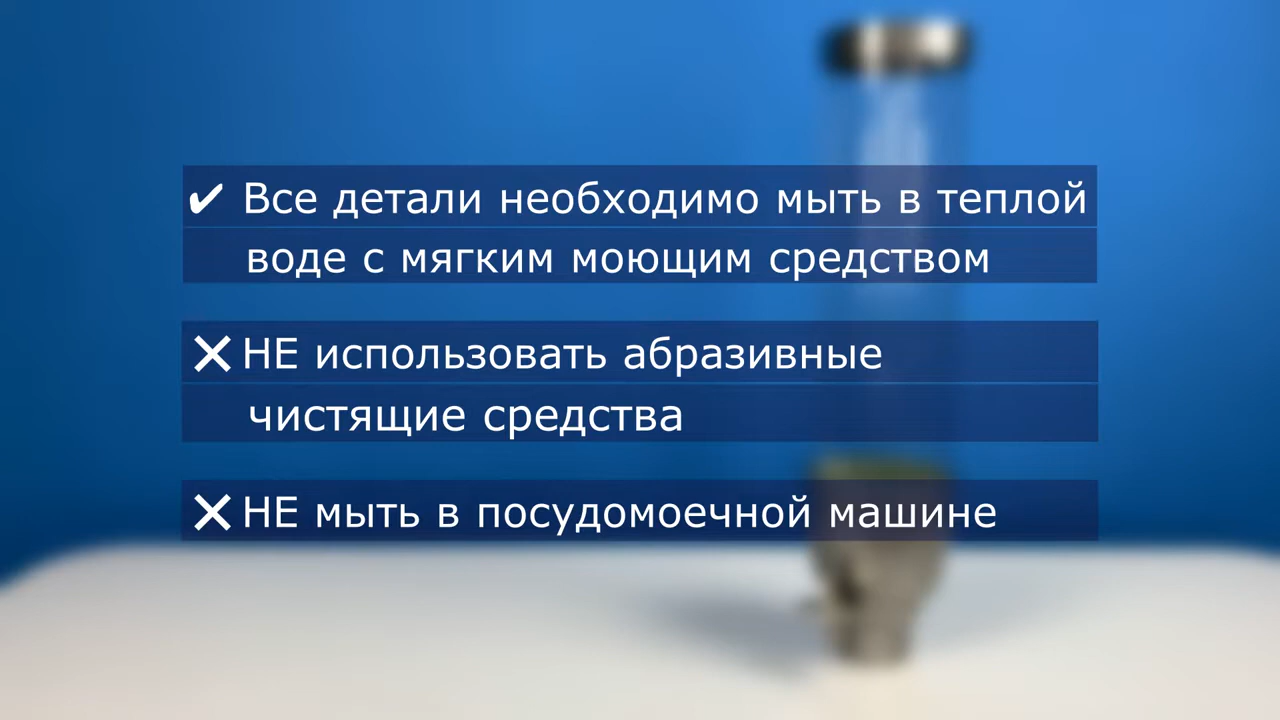 ✔ Все детали необходимо мыть в теплой
воде с мягким моющим средством
✕ НЕ использовать абразивные
чистящие средства
✕ НЕ мыть в посудомоечной машине